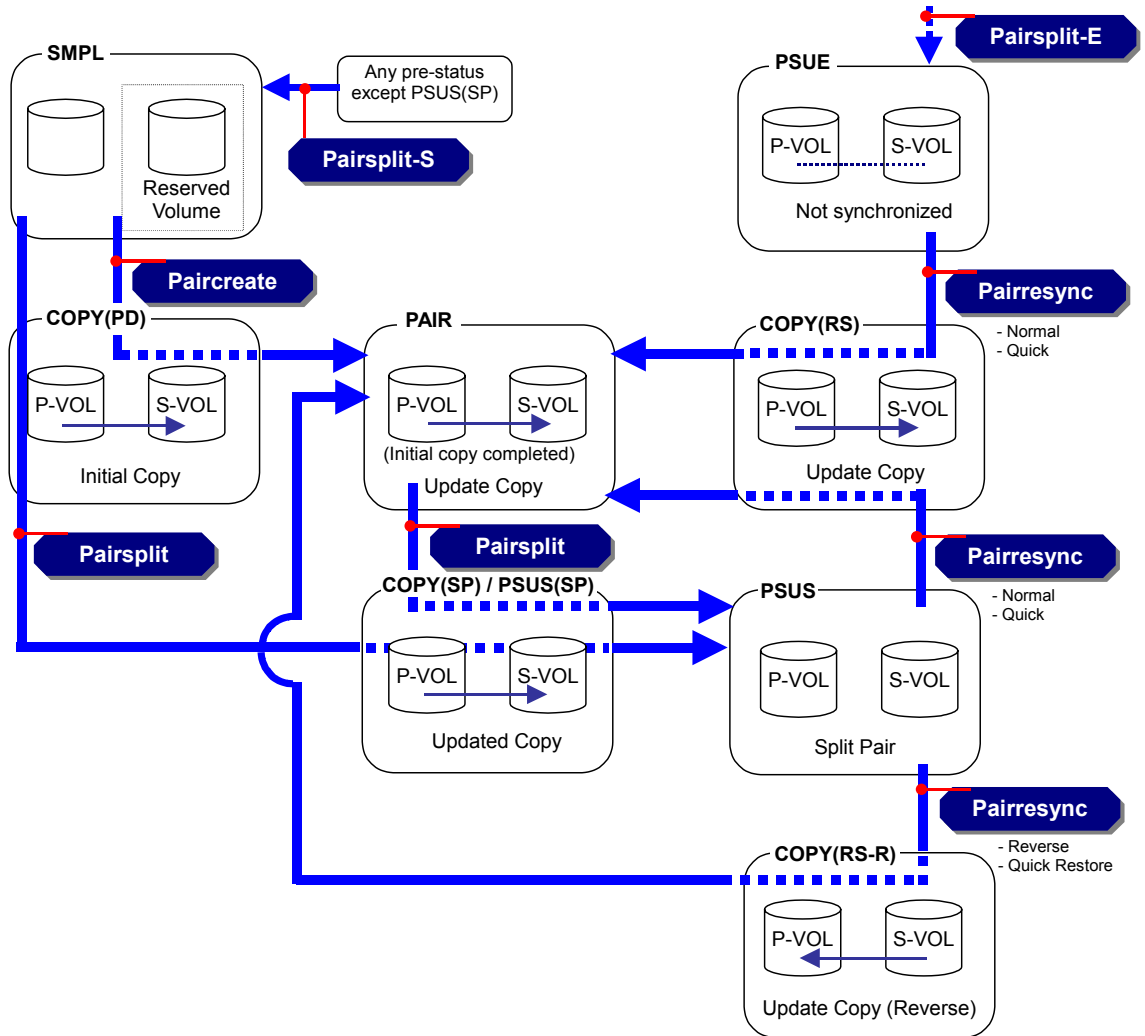 SMPL
Any pre-status
except PSUS(SP)
Pairsplit-S
Reserved
Volume
Pairsplit-E
PSUE
P-VOL
S-VOL
Not synchronized
Paircreate
Pairresync
- Normal
- Quick
COPY(PD)
P-VOL
S-VOL
Initial Copy
PAIR
P-VOL
S-VOL
(Initial copy completed)
Update Copy
COPY(RS)
P-VOL
S-VOL
Update Copy
Pairsplit
Pairsplit
Pairresync
- Normal
- Quick
COPY(SP) / PSUS(SP)
P-VOL
S-VOL
Updated Copy
PSUS
P-VOL
S-VOL
Split Pair
Pairresync
- Reverse
- Quick Restore
COPY(RS-R)
P-VOL
S-VOL
Update Copy (Reverse)